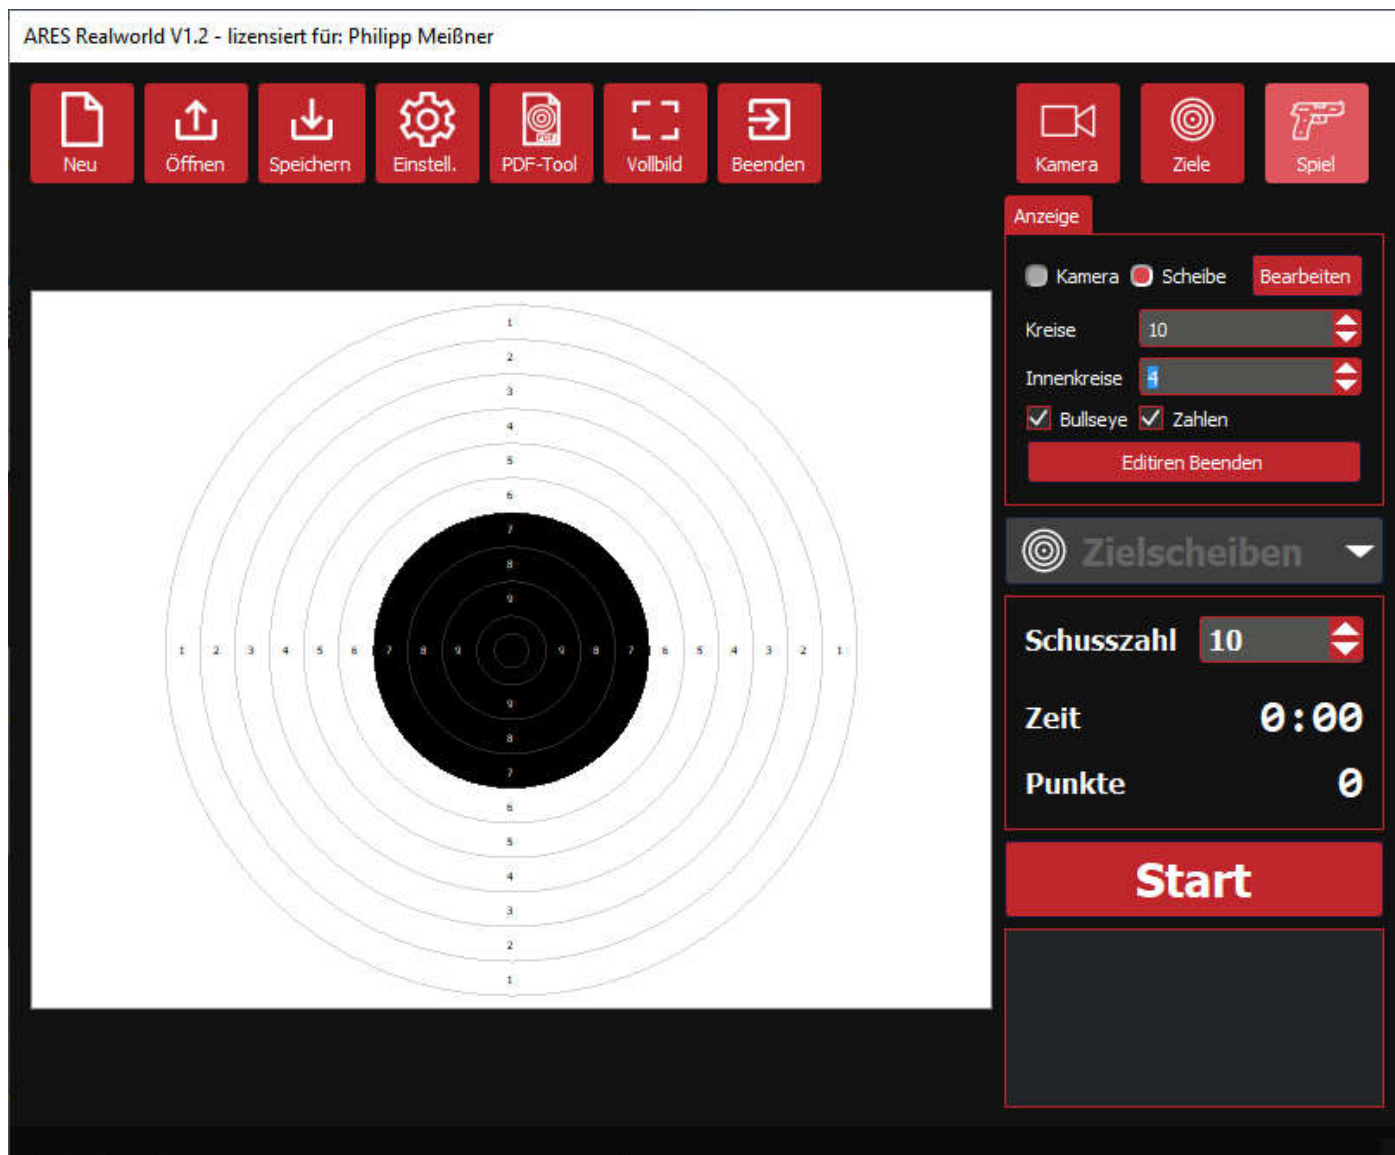 ARES Realworld V1.2 - lizensiert für: Philipp Meißner
Neu
Öffnen
Speichern
Einstell.
PDF
PDF-Tool
Vollbild
Beenden
Kamera
Ziele
Spiel
Anzeige
Kamera Scheibe Bearbeiten
Kreise 10
Innenkreise 4
Bullseye Zahlen
Editiren Beenden
Zielscheiben
Schusszahl 10
Zeit 0:00
Punkte 0
Start
1
2
3
4
5
6
7
8
9
1 2 3 4 5 6 7 8 9 9 8 7 6 5 4 3 2 1
9
8
7
6
5
4
3
2
1